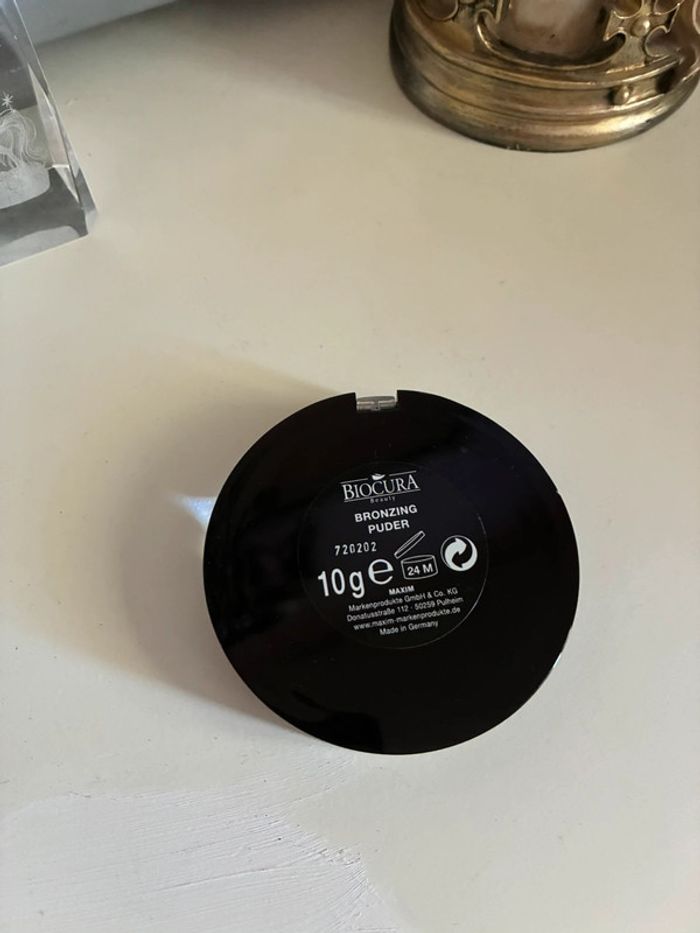 BIOCURA
Beauty
BRONZING
PUDER
720202
10g e 24 M
MAXIM
Markenprodukte GmbH & Co. KG
Donatusstraße 112 · 50259 Pulheim
www.maxim-markenprodukte.de
Made in Germany